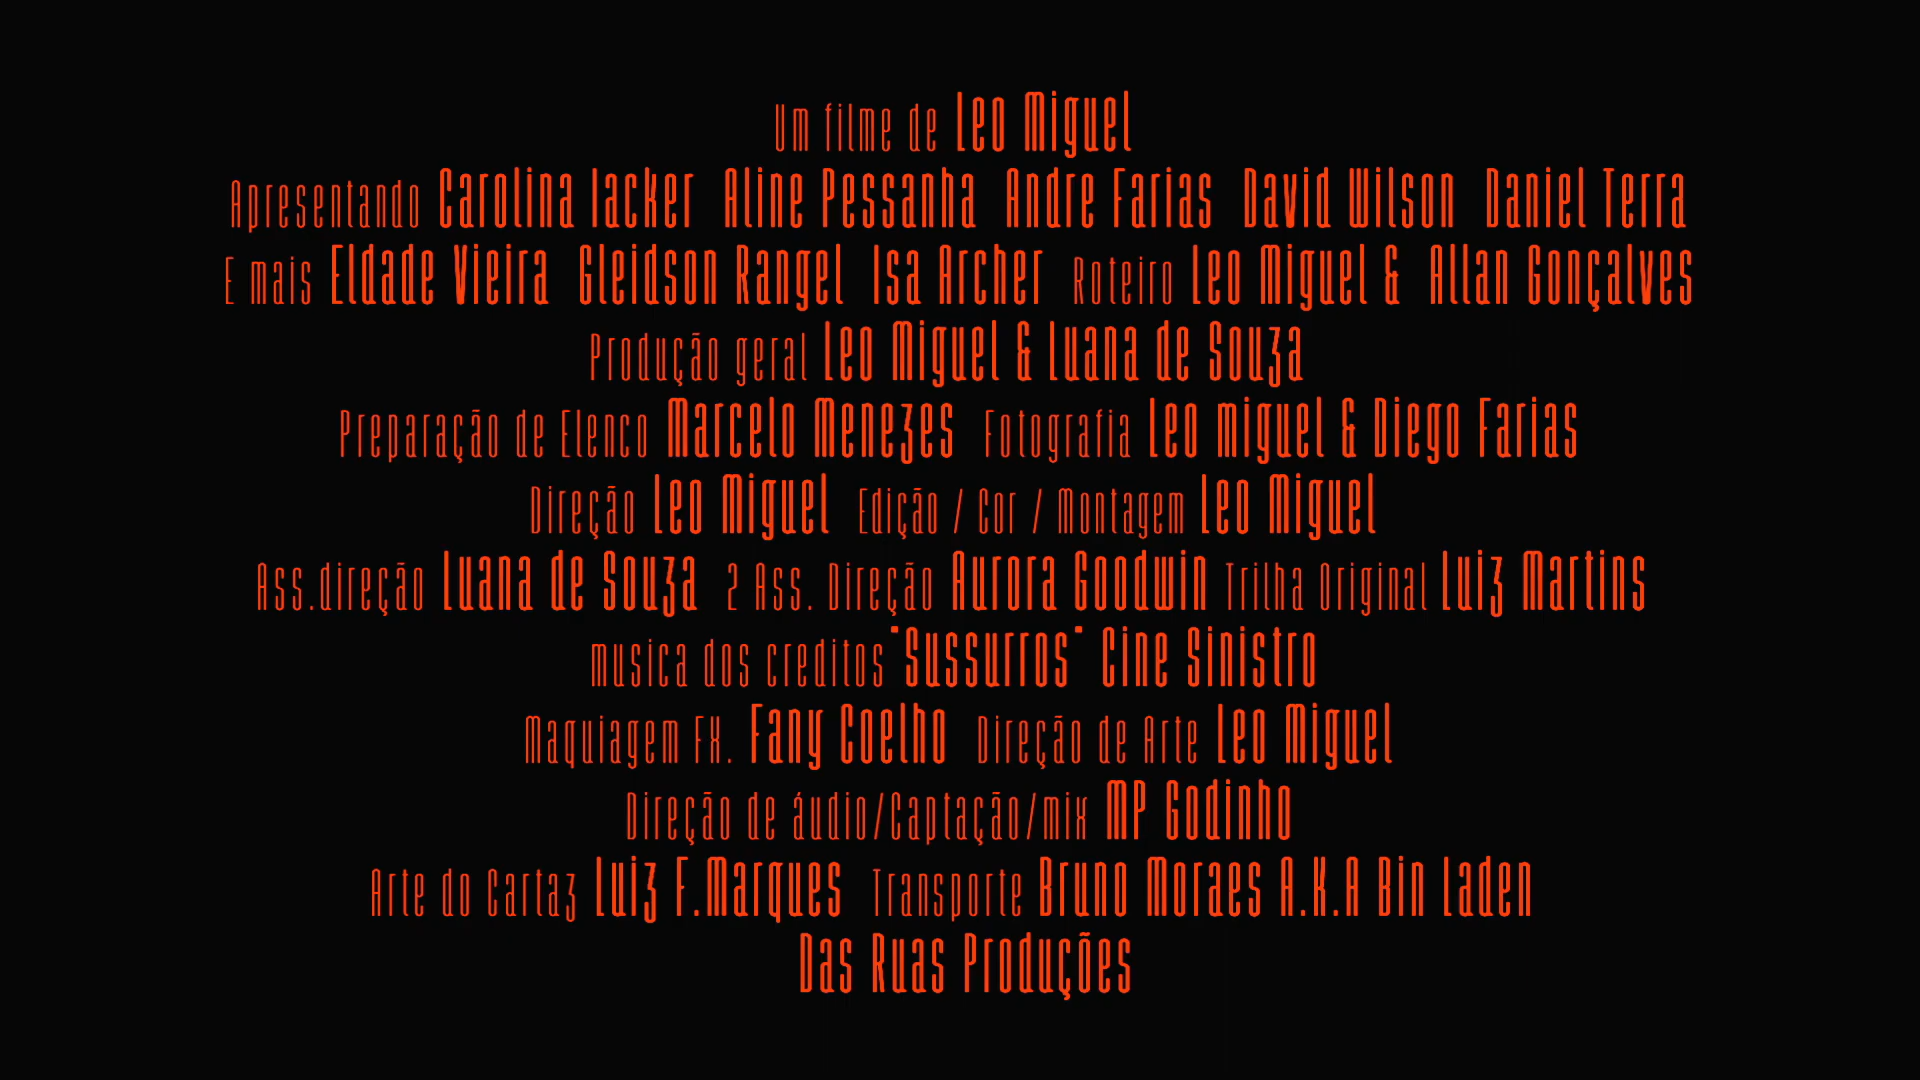 Um filme de Leo Miguel
Apresentando Carolina Iacker Aline Pessanha Andre Farias David Wilson Daniel Terra
E mais Eldade Vieira Gleidson Rangel Isa Archer Roteiro Leo Miguel & Allan Gonçalves
Produção geral Leo Miguel & Luana de Souza
Preparação de Elenco Marcelo Menezes Fotografia Leo miguel & Diego Farias
Direção Leo Miguel Edição / Cor / Montagem Leo Miguel
Ass.direção Luana de Souza 2 Ass. Direção Aurora Goodwin Trilha Original Luiz Martins
musica dos creditos "Sussurros" Cine Sinistro
Maquiagem FX. Fany Coelho Direção de Arte Leo Miguel
Direção de áudio/Captação/mix MP Godinho
Arte do Cartaz Luiz F.Marques Transporte Bruno Moraes A.K.A Bin Laden
Das Ruas Produções